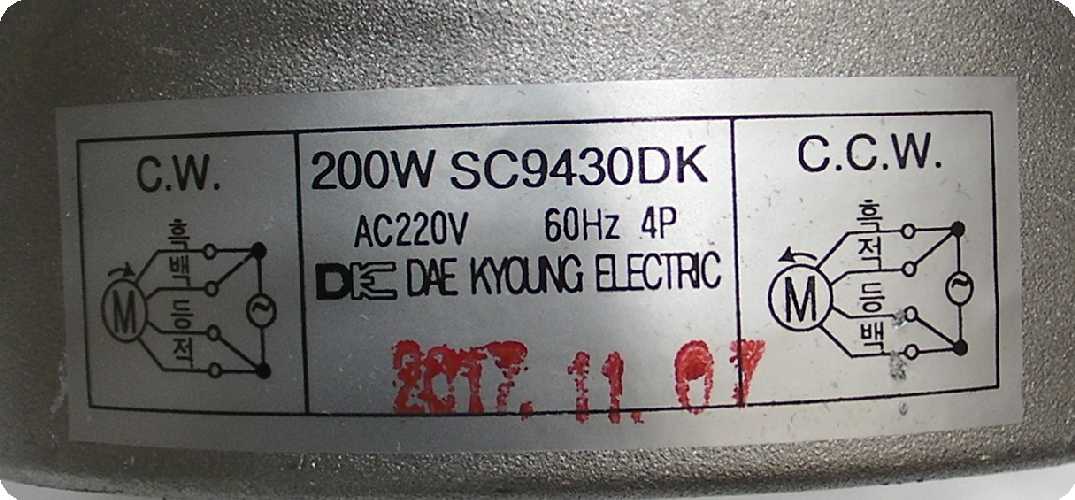 C.W.
흑
백
등
적
M
200W SC9430DK
AC220V 60Hz 4P
DK DAE KYOUNG ELECTRIC
2017.11.07
C.C.W.
흑
적
등
백
M